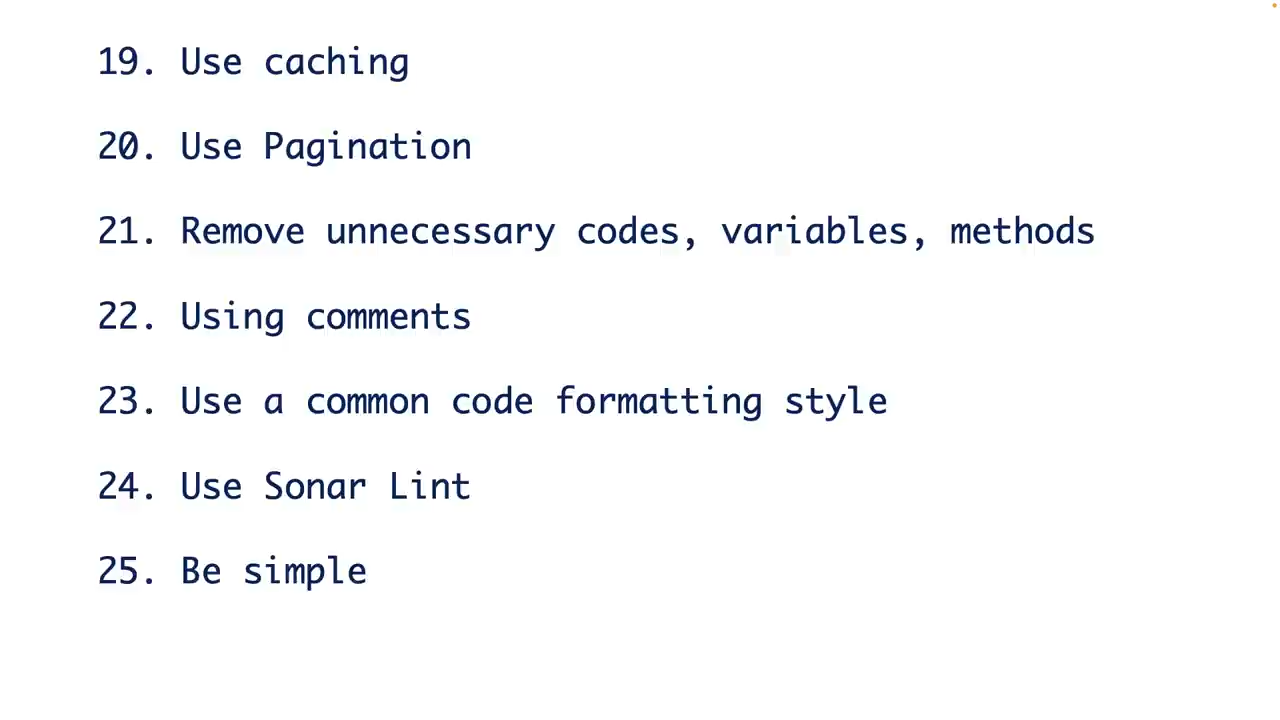 19. Use caching
20. Use Pagination
21. Remove unnecessary codes, variables, methods
22. Using comments
23. Use a common code formatting style
24. Use Sonar Lint
25. Be simple